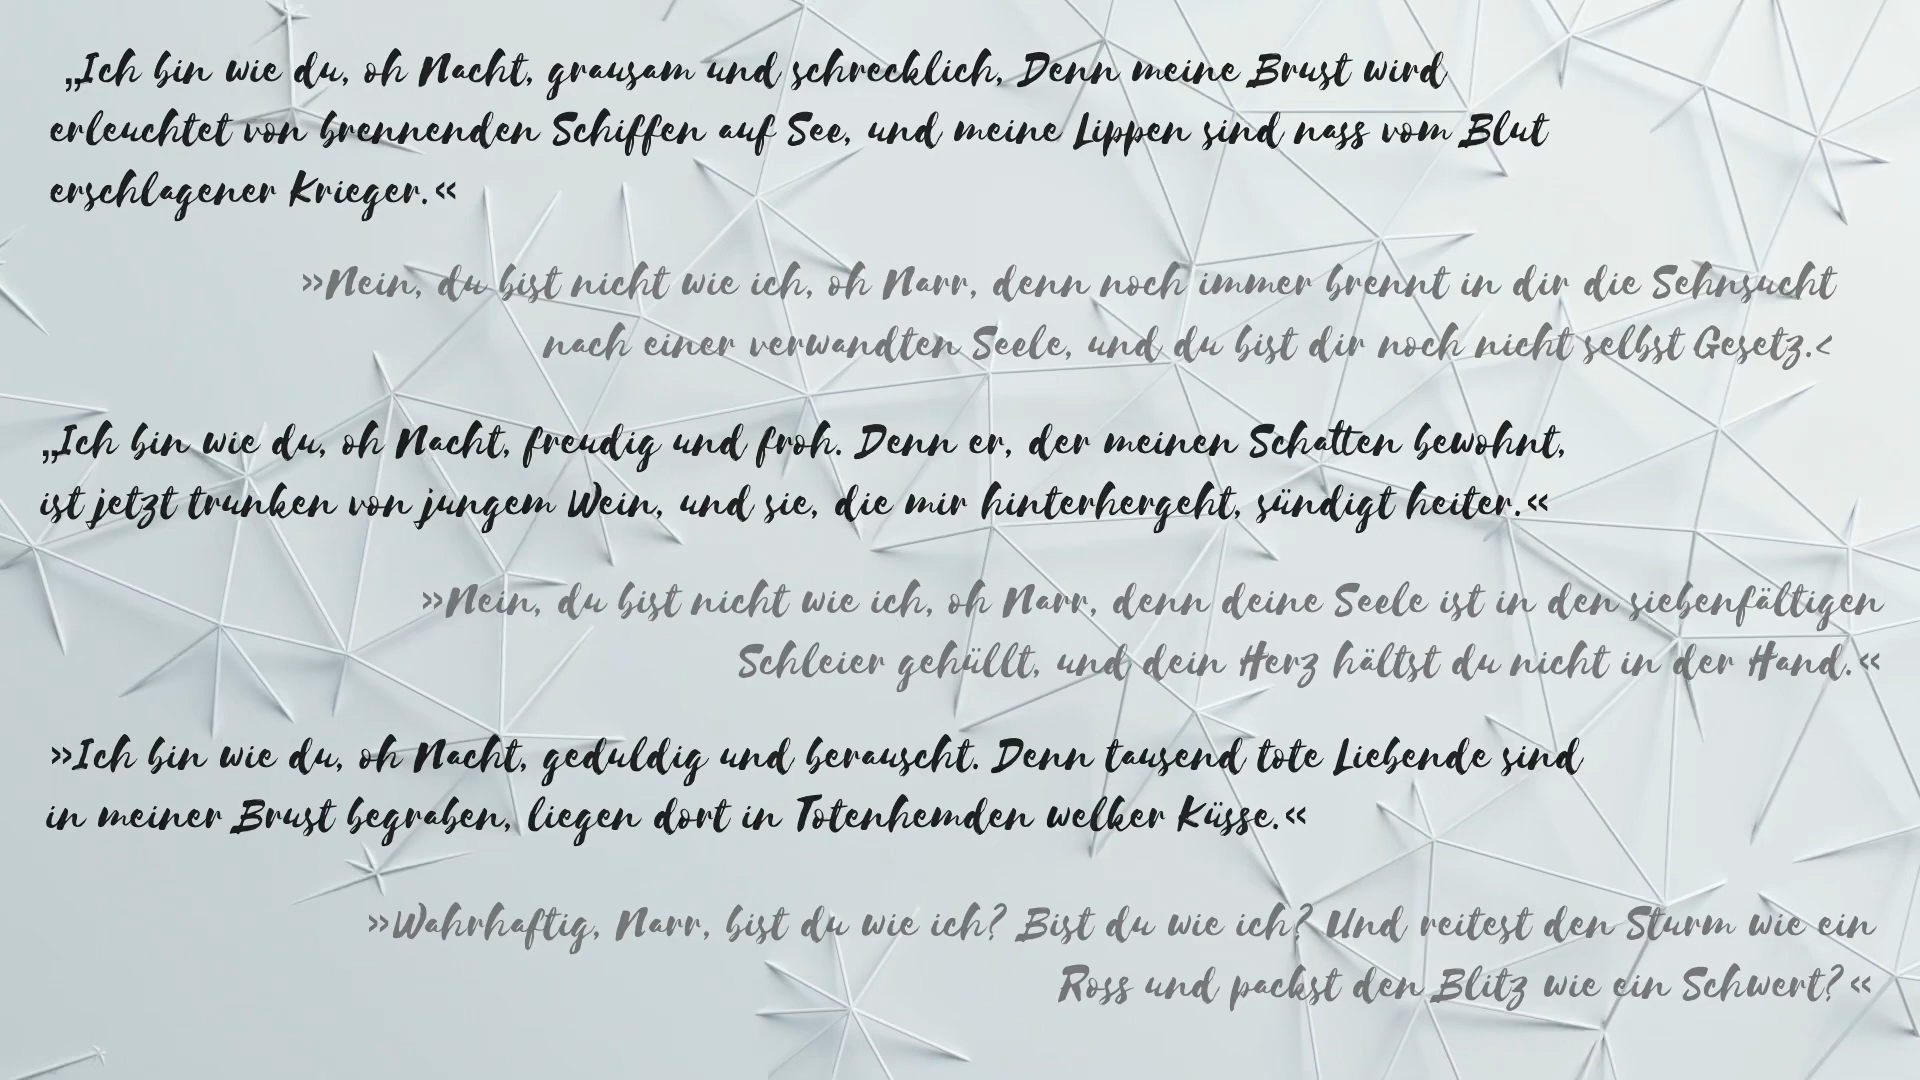 „Ich bin wie du, oh Nacht, grausam und schrecklich, Denn meine Brust wird
erleuchtet von brennenden Schiffen auf See, und meine Lippen sind nass vom Blut
erschlagener Krieger.«
»Nein, du bist nicht wie ich, oh Narr, denn noch immer brennt in dir die Sehnsucht
nach einer verwandten Seele, und du bist dir noch nicht selbst Gesetz.<
„Ich bin wie du, oh Nacht, freudig und froh. Denn er, der meinen Schatten bewohnt,
ist jetzt trunken von jungem Wein, und sie, die mir hinterhergeht, sündigt heiter.«
»Nein, du bist nicht wie ich, oh Narr, denn deine Seele ist in den siebenfältigen
Schleier gehüllt, und dein Herz hältst du nicht in der Hand.«
»Ich bin wie du, oh Nacht, geduldig und berauscht. Denn tausend tote Liebende sind
in meiner Brust begraben, liegen dort in Totenhemden welker Küsse.«
»Wahrhaftig, Narr, bist du wie ich? Bist du wie ich? Und reitest den Sturm wie ein
Ross und packst den Blitz wie ein Schwert?«